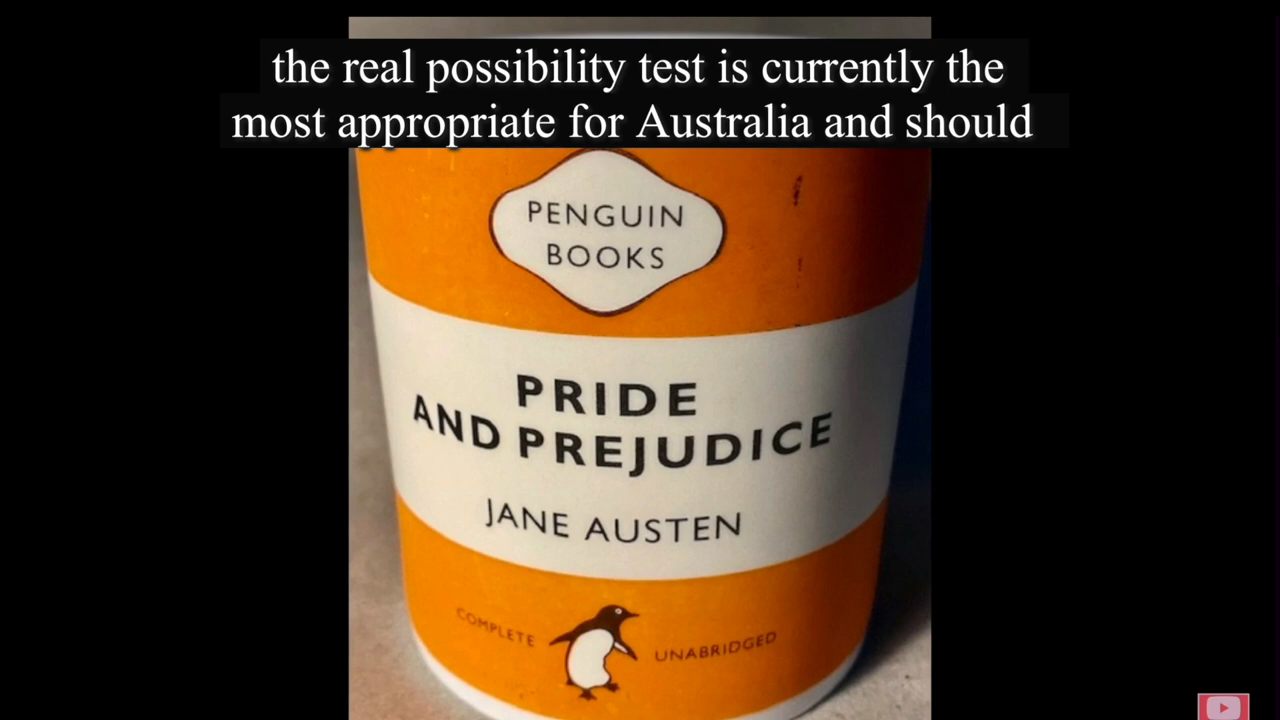 the real possibility test is currently the
most appropriate for Australia and should
PENGUIN
BOOKS
PRIDE
AND PREJUDICE
JANE AUSTEN
COMPLETE
UNABRIDGED